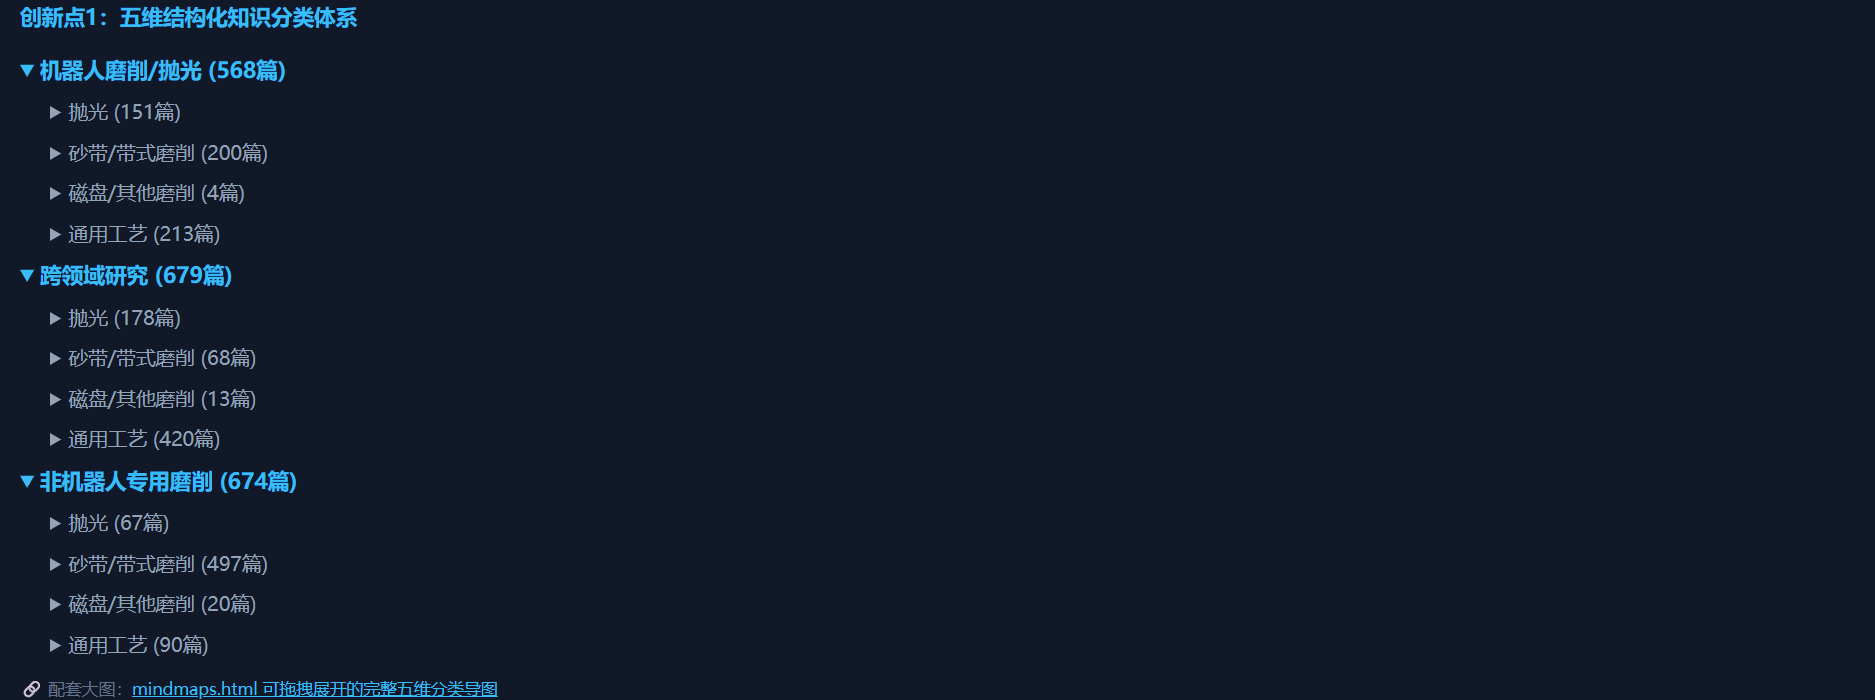 创新点1：五维结构化知识分类体系
▼ 机器人磨削/抛光 (568篇)
▶ 抛光 (151篇)
▶ 砂带/带式磨削 (200篇)
▶ 磁盘/其他磨削 (4篇)
▶ 通用工艺 (213篇)
▼ 跨领域研究 (679篇)
▶ 抛光 (178篇)
▶ 砂带/带式磨削 (68篇)
▶ 磁盘/其他磨削 (13篇)
▶ 通用工艺 (420篇)
▼ 非机器人专用磨削 (674篇)
▶ 抛光 (67篇)
▶ 砂带/带式磨削 (497篇)
▶ 磁盘/其他磨削 (20篇)
▶ 通用工艺 (90篇)
🔗 配套大图：mindmaps.html 可拖拽展开的完整五维分类导图